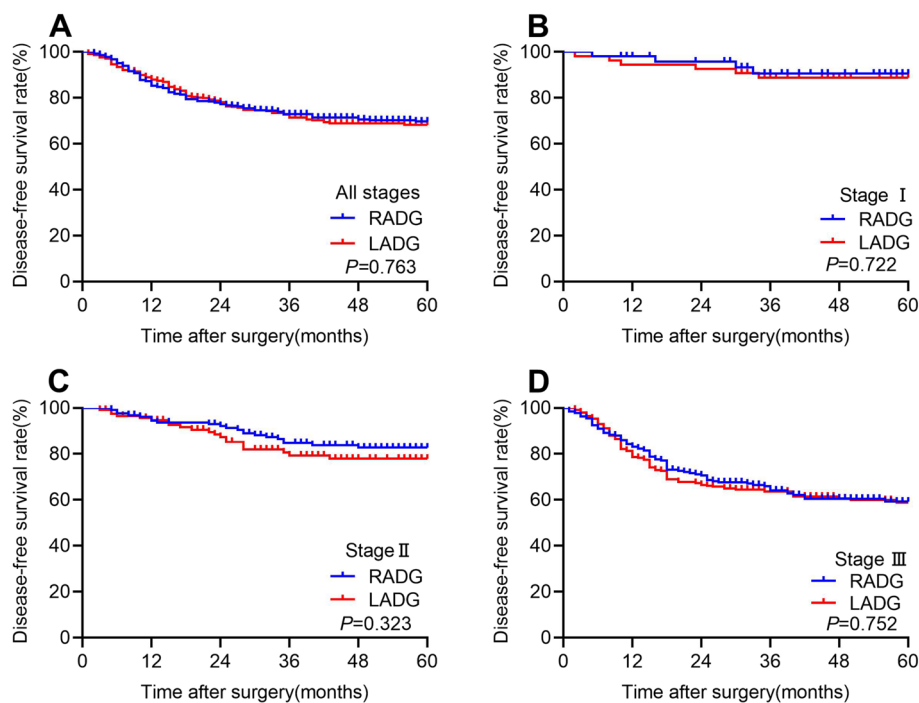 A
Disease-free survival rate(%)
100
80
60
40
20
0
All stages
RADG
LADG
P=0.763
0 12 24 36 48 60
Time after surgery(months)
B
Disease-free survival rate(%)
100
80
60
40
20
0
Stage Ⅰ
RADG
LADG
P=0.722
0 12 24 36 48 60
Time after surgery(months)
C
Disease-free survival rate(%)
100
80
60
40
20
0
Stage Ⅱ
RADG
LADG
P=0.323
0 12 24 36 48 60
Time after surgery(months)
D
Disease-free survival rate(%)
100
80
60
40
20
0
Stage Ⅲ
RADG
LADG
P=0.752
0 12 24 36 48 60
Time after surgery(months)